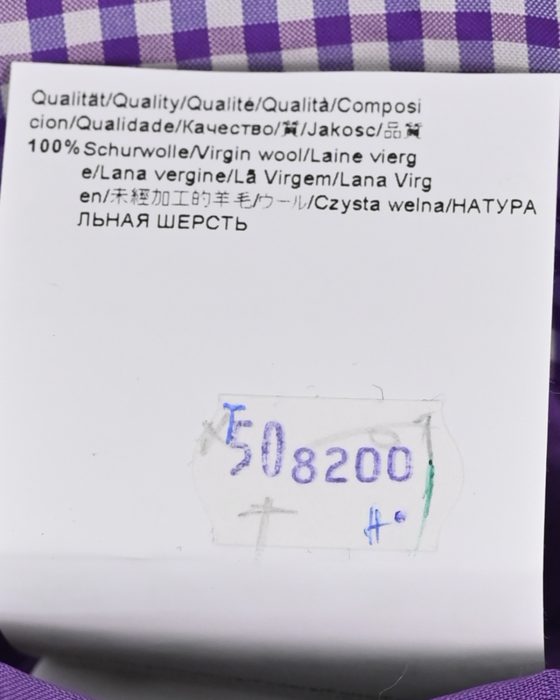 Qualität/Quality/Qualité/Qualità/Composi
cion/Qualidade/Качество/質/Jakosc/品質
100% Schurwolle/Virgin wool/Laine vierg
e/Lana vergine/Lã Virgem/Lana Virg
en/未經加工的羊毛/ウール/Czysta welna/НАТУРА
ЛЬНАЯ ШЕРСТЬ
508200